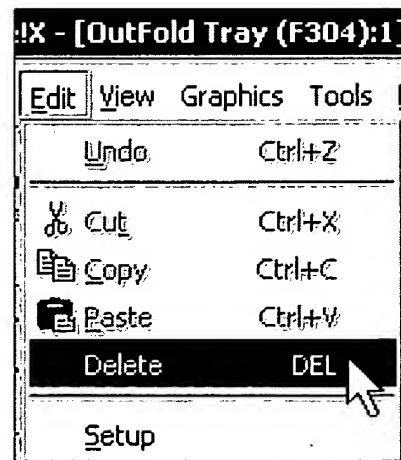 :!X - [OutFold Tray (F304):1]
Edit View Graphics Tools
Undo Ctrl+Z
Cut Ctrl+X
Copy Ctrl+C
Paste Ctrl+V
Delete DEL
Setup